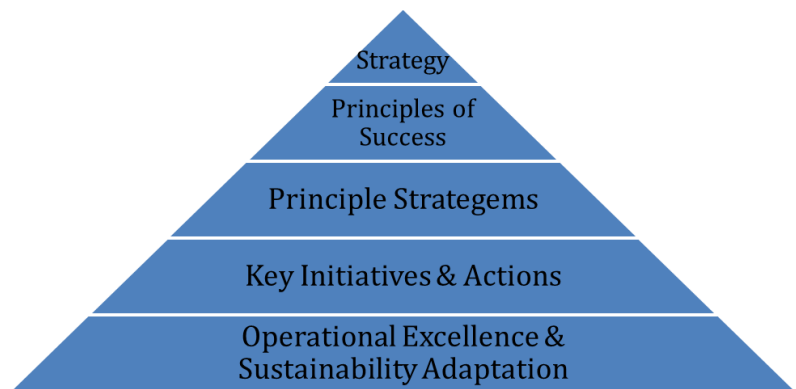 Strategy
Principles of
Success
Principle Strategems
Key Initiatives & Actions
Operational Excellence &
Sustainability Adaptation